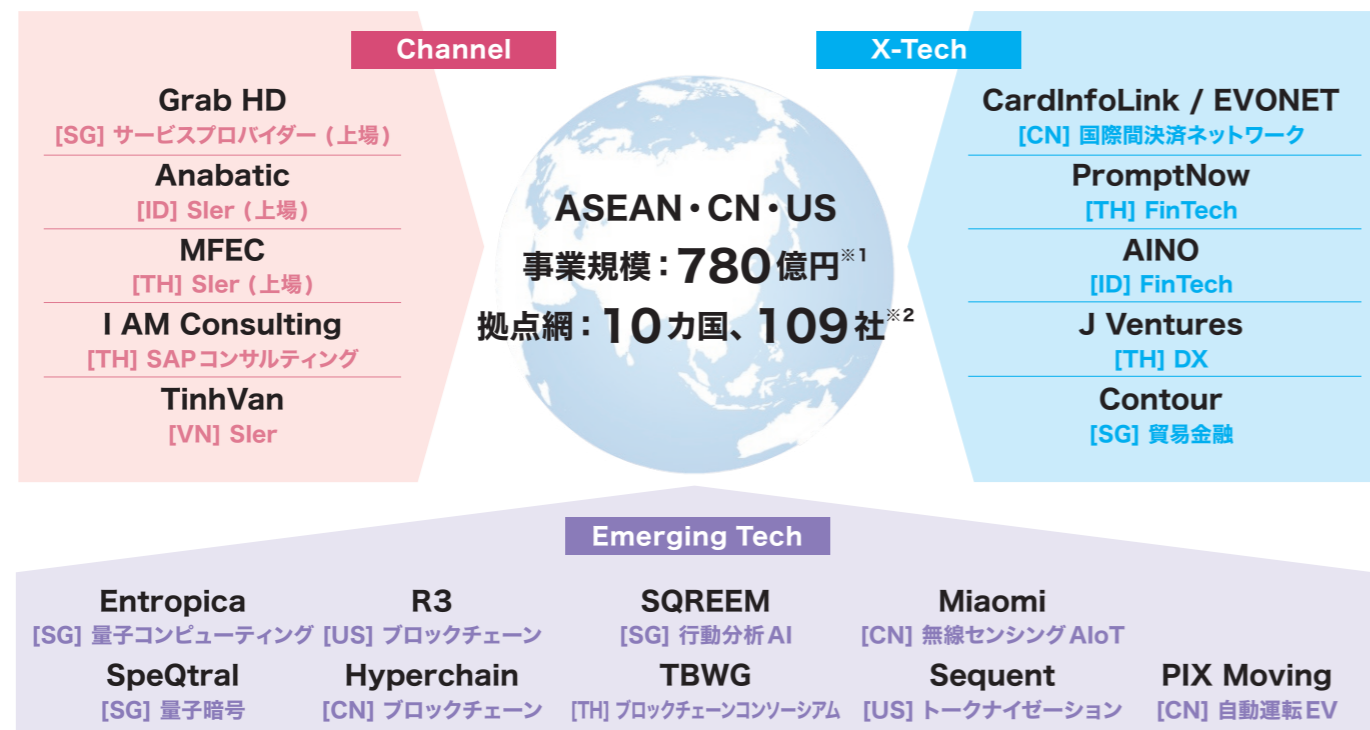 Channel
Grab HD
[SG] サービスプロバイダー (上場)
Anabatic
[ID] SIer (上場)
MFEC
[TH] SIer (上場)
I AM Consulting
[TH] SAPコンサルティング
TinhVan
[VN] SIer
ASEAN・CN・US
事業規模：780億円※1
拠点網：10カ国、109社※2
X-Tech
CardInfoLink / EVONET
[CN] 国際間決済ネットワーク
PromptNow
[TH] FinTech
AINO
[ID] FinTech
J Ventures
[TH] DX
Contour
[SG] 貿易金融
Emerging Tech
Entropica
[SG] 量子コンピューティング
R3
[US] ブロックチェーン
SQREEM
[SG] 行動分析AI
Miaomi
[CN] 無線センシングAIoT
SpeQtral
[SG] 量子暗号
Hyperchain
[CN] ブロックチェーン
TBWG
[TH] ブロックチェーンコンソーシアム
Sequent
[US] トークナイゼーション
PIX Moving
[CN] 自動運転EV